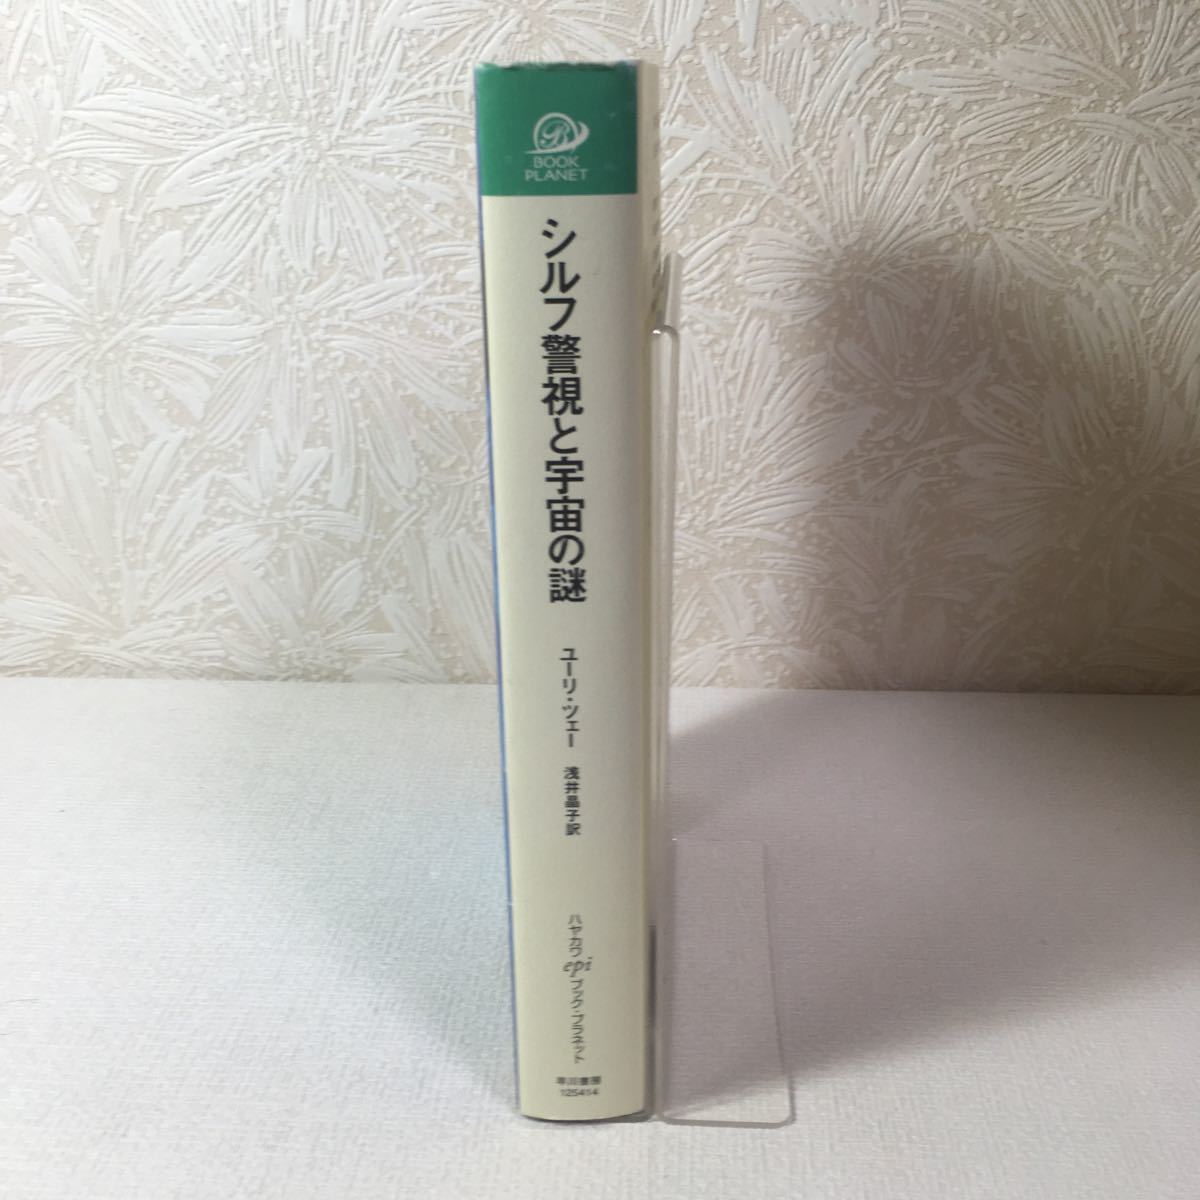 B
BOOK
PLANET
シルフ警視と宇宙の謎
ユーリ・ツェー
浅井晶子訳
ハヤカワepiブック・プラネット
早川書房
125414